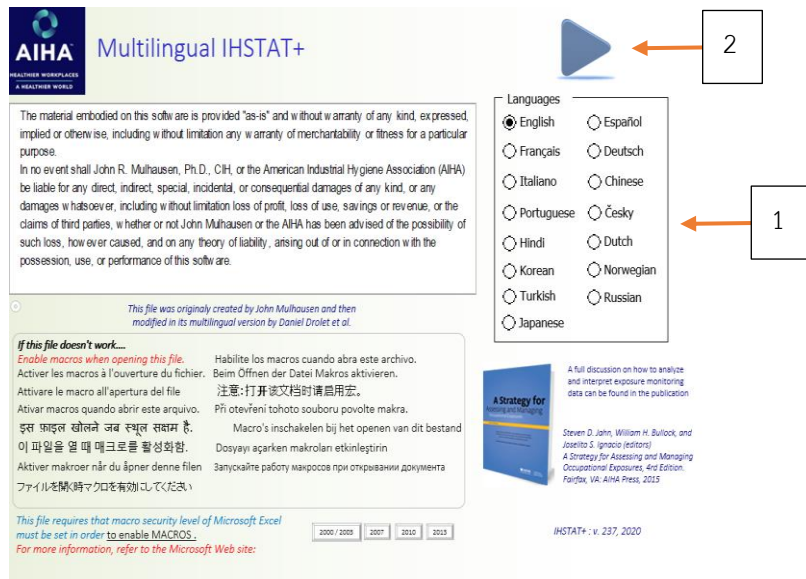 AIHA
HEALTHIER WORKPLACES
A HEALTHIER WORLD
Multilingual IHSTAT+
2
The material embodied on this software is provided "as-is" and without warranty of any kind, expressed,
implied or otherwise, including without limitation any warranty of merchantability or fitness for a particular
purpose.
In no event shall John R. Mulhausen, Ph.D., CIH, or the American Industrial Hygiene Association (AIHA)
be liable for any direct, indirect, special, incidental, or consequential damages of any kind, or any
damages whatsoever, including without limitation loss of profit, loss of use, savings or revenue, or the
claims of third parties, whether or not John Mulhausen or the AIHA has been advised of the possibility of
such loss, however caused, and on any theory of liability, arising out of or in connection with the
possession, use, or performance of this software.
Languages
English Español
Français Deutsch
Italiano Chinese
Portuguese Česky
Hindi Dutch
Korean Norwegian
Turkish Russian
Japanese
1
This file was originaly created by John Mulhausen and then
modified in its multilingual version by Daniel Drolet et al.
If this file doesn't work....
Enable macros when opening this file. Habilite los macros cuando abra este archivo.
Activer les macros à l'ouverture du fichier. Beim Öffnen der Datei Makros aktivieren.
Attivare le macro all'apertura del file 注意:打开该文档时请启用宏。
Ativar macros quando abrir este arquivo. Při otevření tohoto souboru povolte makra.
इस फ़ाइल खोलने जब स्थूल सक्षम है. Macro's inschakelen bij het openen van dit bestand
이 파일을 열 때 매크로를 활성화함. Dosyayı açarken makroları etkinleştirin
Aktiver makroer når du åpner denne filen Запускайте работу макросов при открывании документа
ファイルを開く時マクロを有効にしてください
This file requires that macro security level of Microsoft Excel
must be set in order to enable MACROS .
For more information, refer to the Microsoft Web site:
2000 / 2003 2007 2010 2013
A Strategy for
Assessing and Managing
A full discussion on how to analyze
and interpret exposure monitoring
data can be found in the publication
Steven D. Jahn, William H. Bullock, and
Joselito S. Ignacio (editors)
A Strategy for Assessing and Managing
Occupational Exposures, 4rd Edition.
Fairfax, VA: AIHA Press, 2015
IHSTAT+ : v. 237, 2020